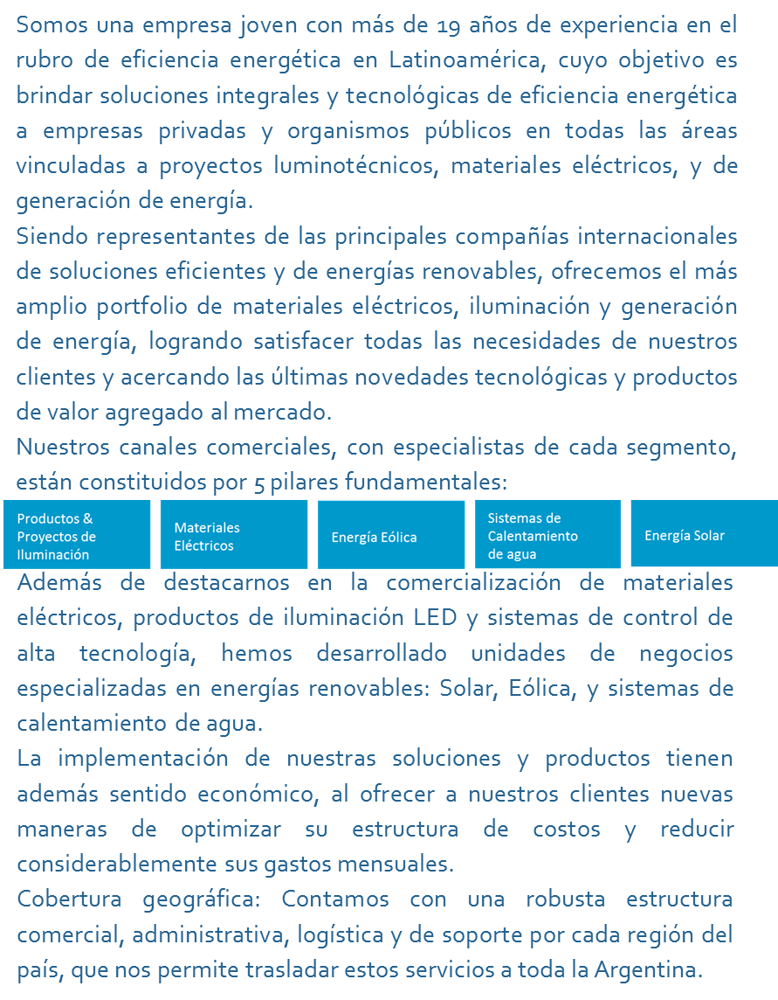 Somos una empresa joven con más de 19 años de experiencia en el
rubro de eficiencia energética en Latinoamérica, cuyo objetivo es
brindar soluciones integrales y tecnológicas de eficiencia energética
a empresas privadas y organismos públicos en todas las áreas
vinculadas a proyectos luminotécnicos, materiales eléctricos, y de
generación de energía.
Siendo representantes de las principales compañías internacionales
de soluciones eficientes y de energías renovables, ofrecemos el más
amplio portfolio de materiales eléctricos, iluminación y generación
de energía, logrando satisfacer todas las necesidades de nuestros
clientes y acercando las últimas novedades tecnológicas y productos
de valor agregado al mercado.
Nuestros canales comerciales, con especialistas de cada segmento,
están constituidos por 5 pilares fundamentales:
Productos &
Proyectos de
Iluminación
Materiales
Eléctricos
Energía Eólica
Sistemas de
Calentamiento
de agua
Energía Solar
Además de destacarnos en la comercialización de materiales
eléctricos, productos de iluminación LED y sistemas de control de
alta tecnología, hemos desarrollado unidades de negocios
especializadas en energías renovables: Solar, Eólica, y sistemas de
calentamiento de agua.
La implementación de nuestras soluciones y productos tienen
además sentido económico, al ofrecer a nuestros clientes nuevas
maneras de optimizar su estructura de costos y reducir
considerablemente sus gastos mensuales.
Cobertura geográfica: Contamos con una robusta estructura
comercial, administrativa, logística y de soporte por cada región del
país, que nos permite trasladar estos servicios a toda la Argentina.